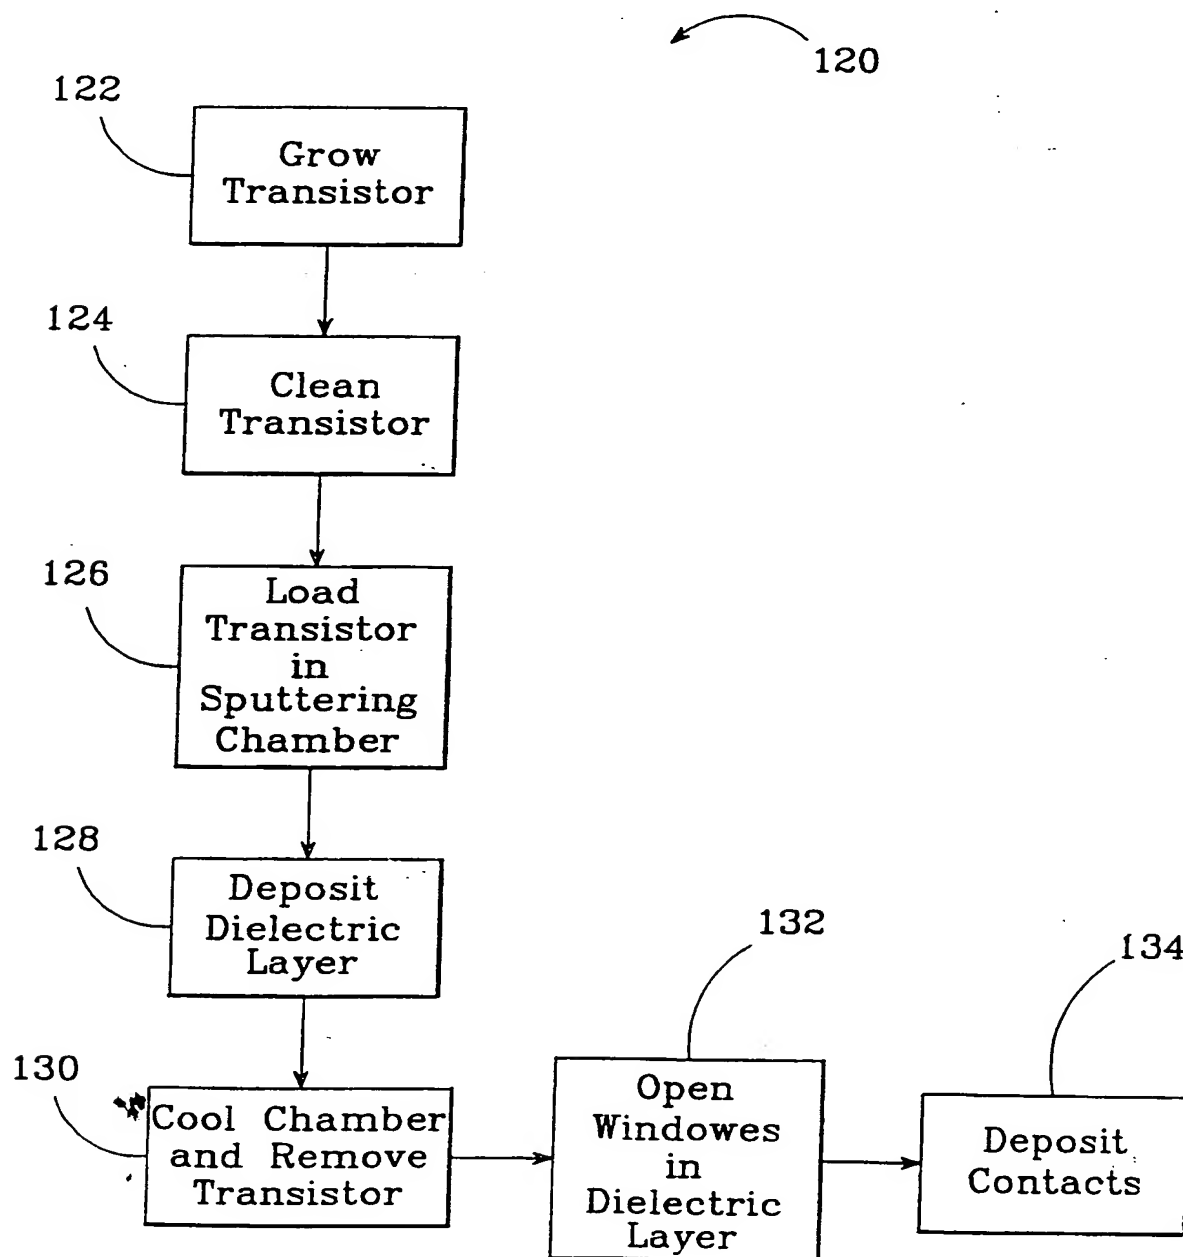 120
122
Grow
Transistor
124
Clean
Transistor
126
Load
Transistor
in
Sputtering
Chamber
128
Deposit
Dielectric
Layer
130
Cool Chamber
and Remove
Transistor
132
Open
Windowes
in
Dielectric
Layer
134
Deposit
Contacts